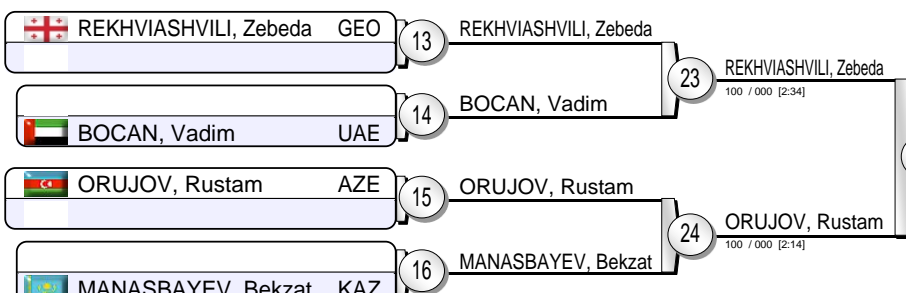 REKHVIASHVILI, Zebeda GEO
13
REKHVIASHVILI, Zebeda
23
REKHVIASHVILI, Zebeda
100 / 000 [2:34]
14
BOCAN, Vadim
BOCAN, Vadim UAE
ORUJOV, Rustam AZE
15
ORUJOV, Rustam
24
ORUJOV, Rustam
100 / 000 [2:14]
16
MANASBAYEV, Bekzat
MANASBAYEV, Bekzat KAZ